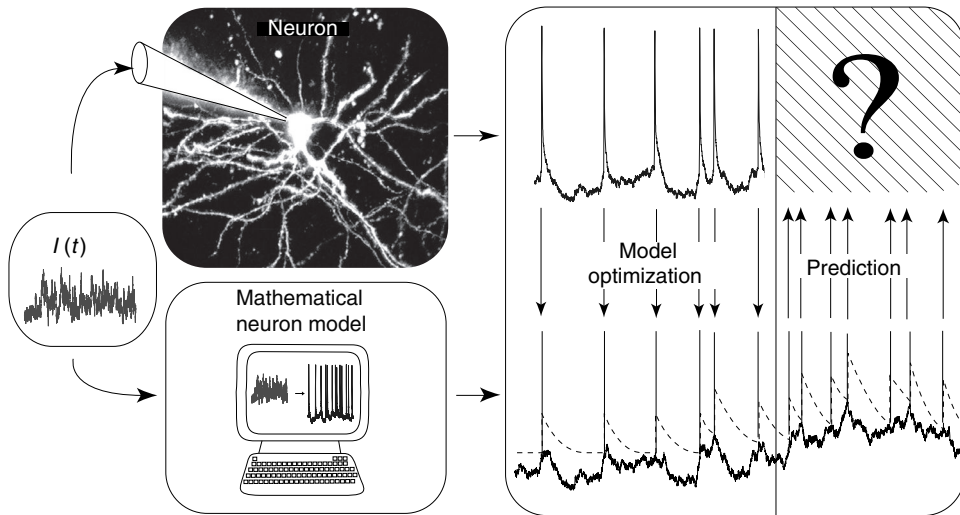 Neuron
I (t)
Mathematical
neuron model
?
Model
optimization
Prediction